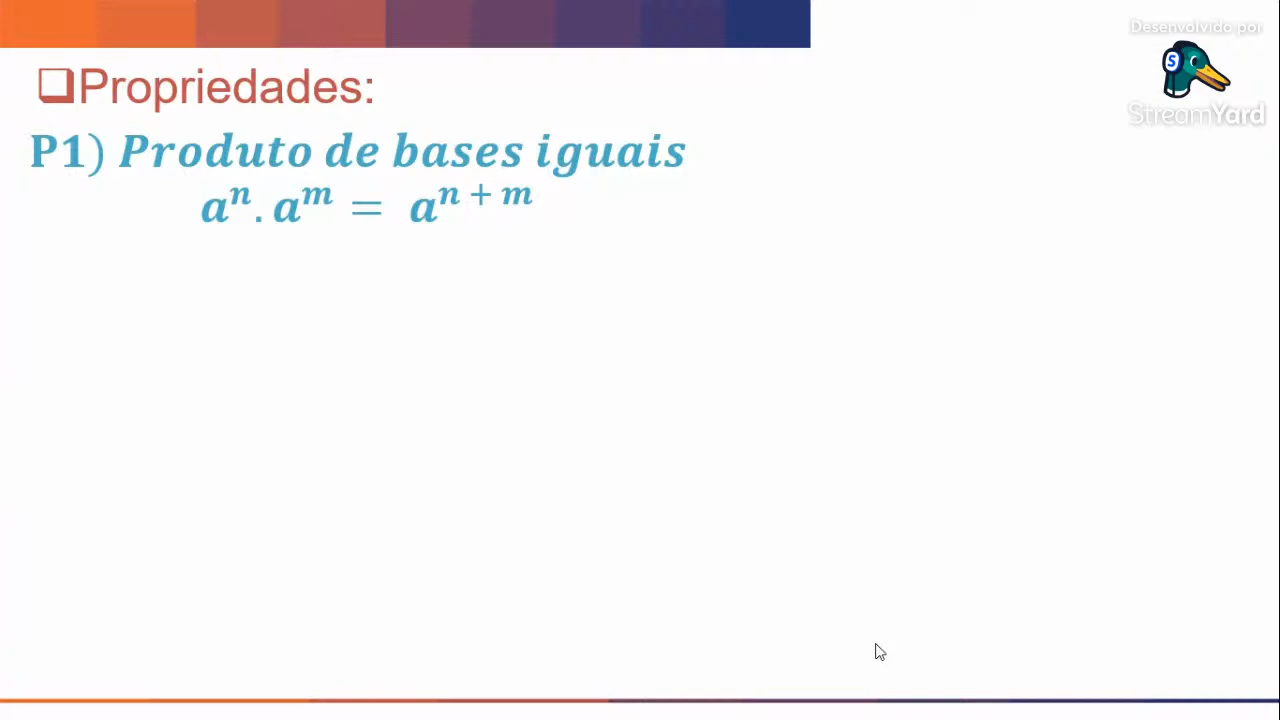 Desenvolvido por
S
StreamYard
❑Propriedades:
P1) Produto de bases iguais
aⁿ. aᵐ = aⁿ ⁺ ᵐ